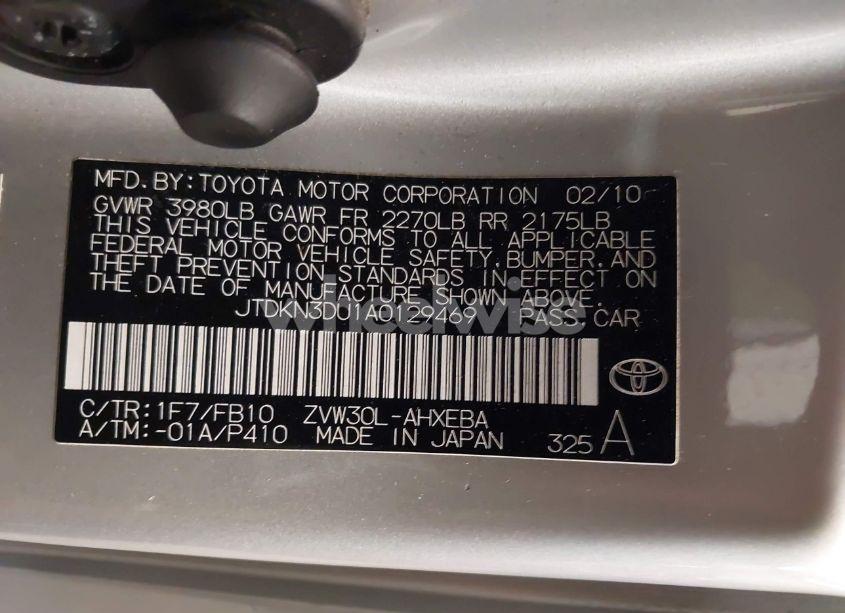 MFD.BY:TOYOTA MOTOR CORPORATION 02/10
GVWR 3980LB GAWR FR 2270LB RR 2175LB
THIS VEHICLE CONFORMS TO ALL APPLICABLE
FEDERAL MOTOR VEHICLE SAFETY,BUMPER,AND
THEFT PREVENTION STANDARDS IN EFFECT ON
THE DATE OF MANUFACTURE SHOWN ABOVE.
JTDKN3DU1A0129469 PASS CAR
wheelwise
C/TR:1F7/FB10 ZVW30L-AHXEBA
A/TM:-01A/P410 MADE IN JAPAN 325 A